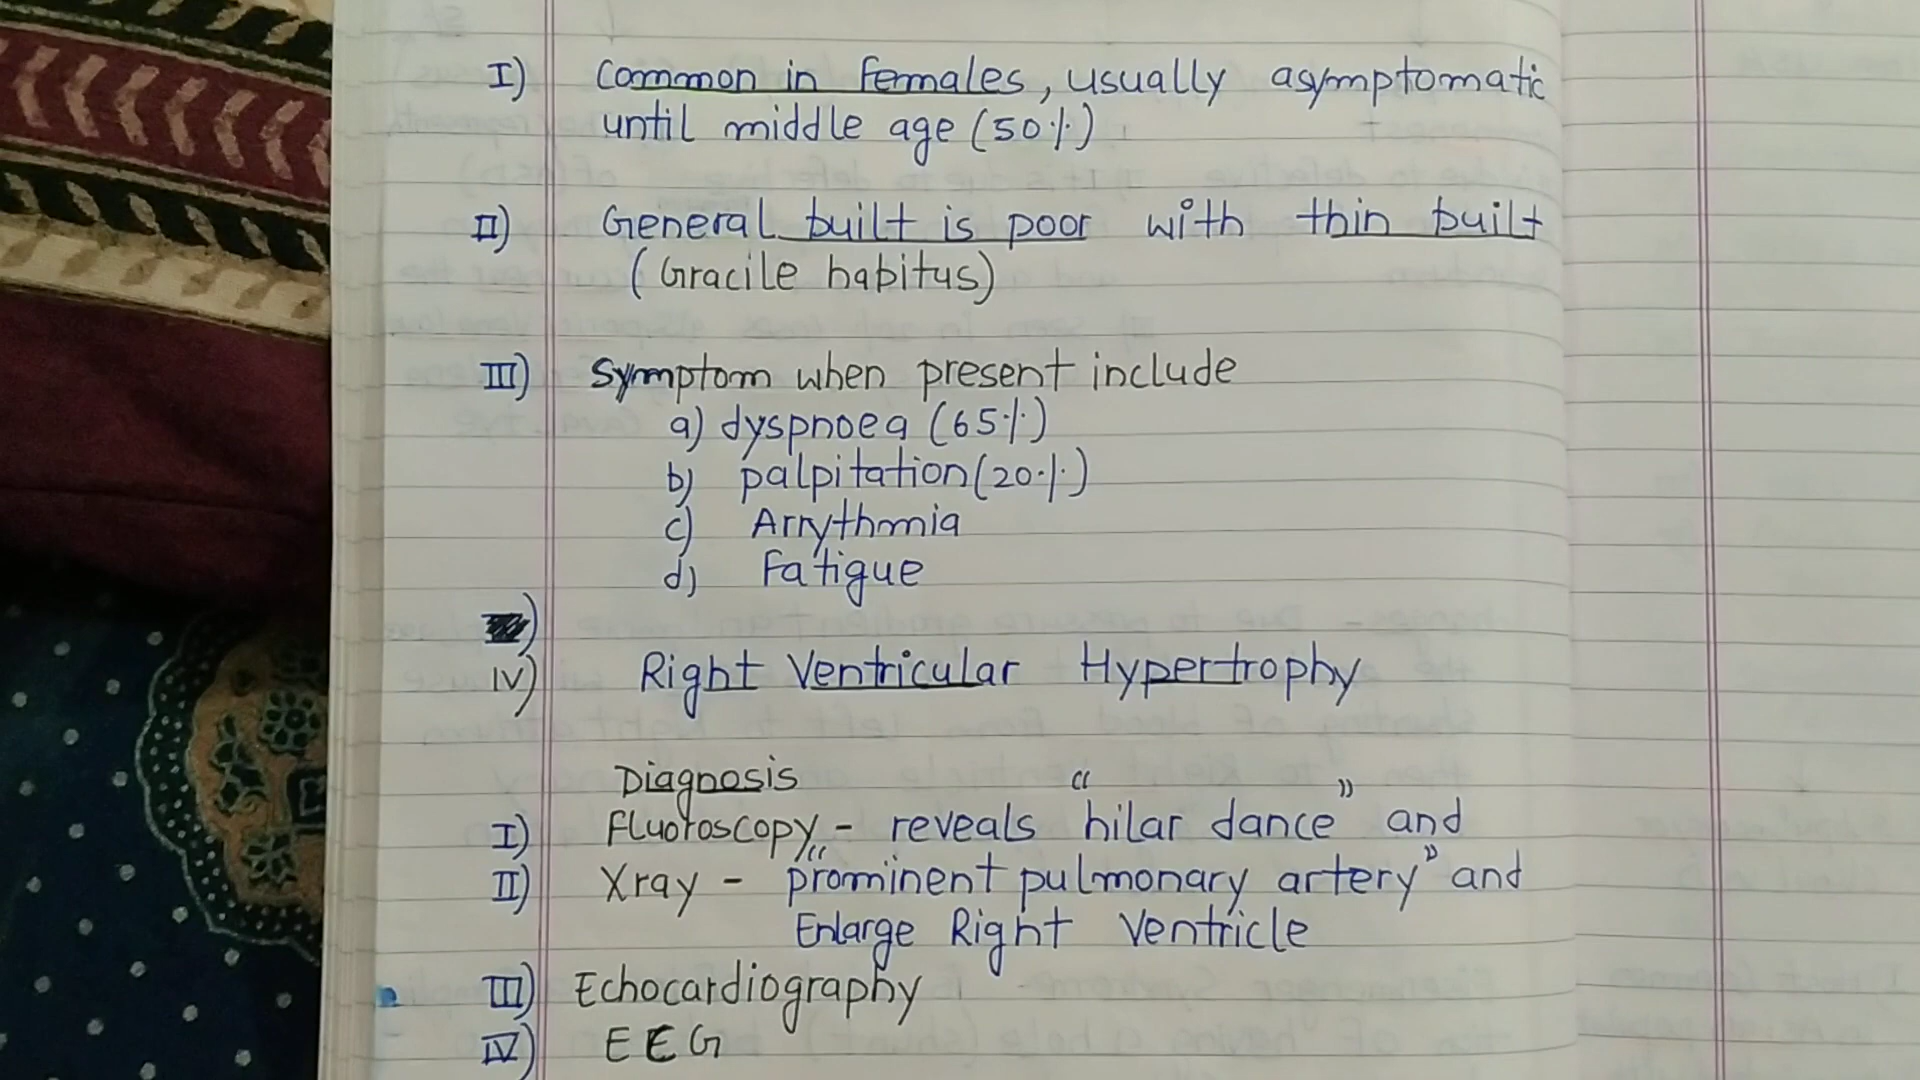 I) Common in females, usually asymptomatic
until middle age (50%)
II) General built is poor with thin built
(Gracile habitus)
III) Symptom when present include
a) dyspnoea (65%)
b) palpitation (20%)
c) Arrythmia
d) Fatigue
IV) Right Ventricular Hypertrophy
Diagnosis
I) Fluoroscopy - reveals "hilar dance" and
II) Xray - "prominent pulmonary artery" and
Enlarge Right Ventricle
III) Echocardiography
IV) EEG